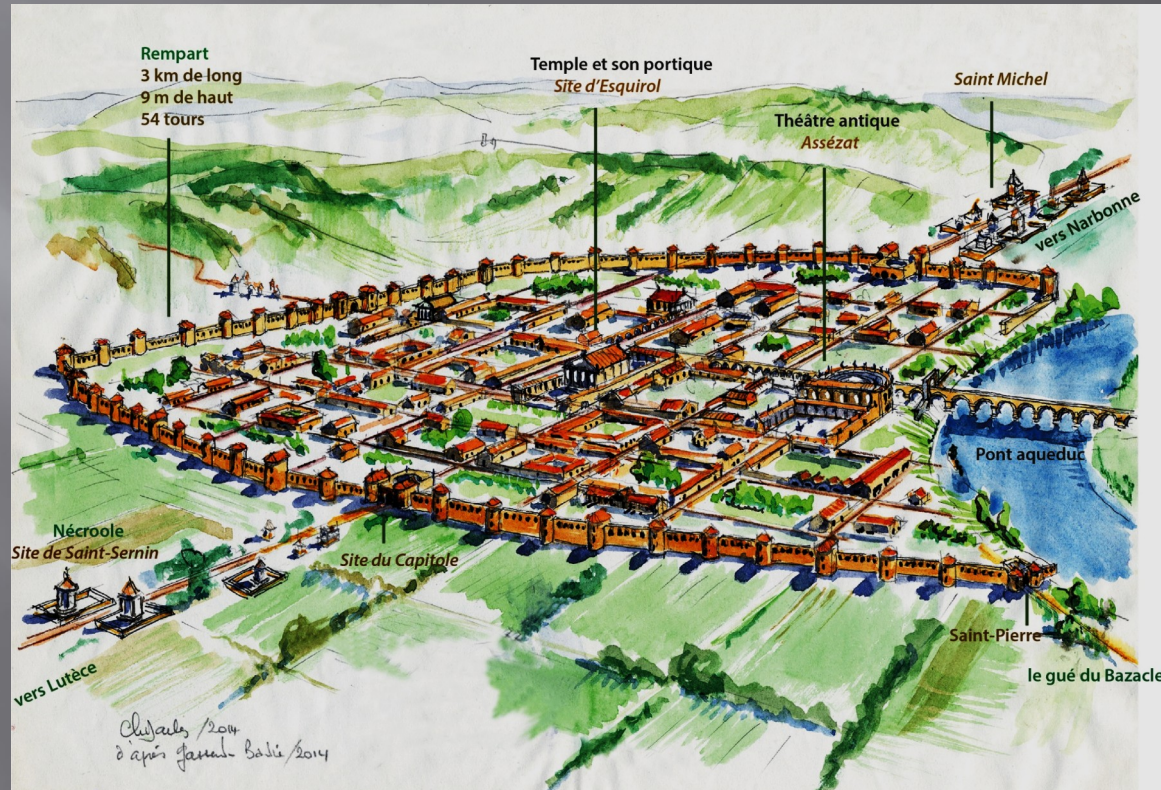 Rempart
3 km de long
9 m de haut
54 tours
Temple et son portique
Site d'Esquirol
Théâtre antique
Assézat
Saint Michel
vers Narbonne
Pont aqueduc
Nécroole
Site de Saint-Sernin
Site du Capitole
Saint-Pierre
le gué du Bazacle
vers Lutèce
/2014
d'après /2014